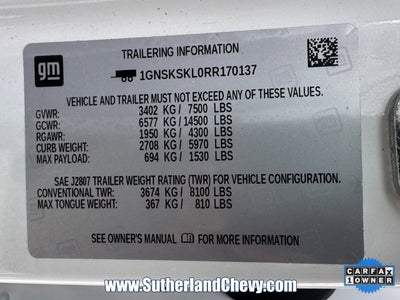 gm
TRAILERING INFORMATION
1GNSKSKL0RR170137
VEHICLE AND TRAILER MUST NOT EXCEED ANY OF THESE VALUES.
GVWR: 3402 KG / 7500 LBS
GCWR: 6577 KG / 14500 LBS
RGAWR: 1950 KG / 4300 LBS
CURB WEIGHT: 2708 KG / 5970 LBS
MAX PAYLOAD: 694 KG / 1530 LBS
SAE J2807 TRAILER WEIGHT RATING (TWR) FOR VEHICLE CONFIGURATION.
CONVENTIONAL TWR: 3674 KG / 8100 LBS
MAX TONGUE WEIGHT: 367 KG / 810 LBS
SEE OWNER'S MANUAL FOR MORE INFORMATION
www.SutherlandChevy.com
CARFAX
1 OWNER